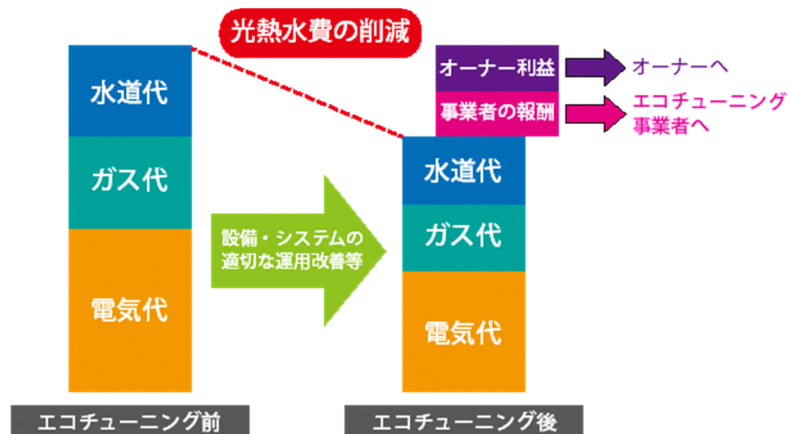 光熱水費の削減
水道代
ガス代
電気代
エコチューニング前
設備・システムの
適切な運用改善等
オーナー利益
事業者の報酬
オーナーへ
エコチューニング
事業者へ
水道代
ガス代
電気代
エコチューニング後